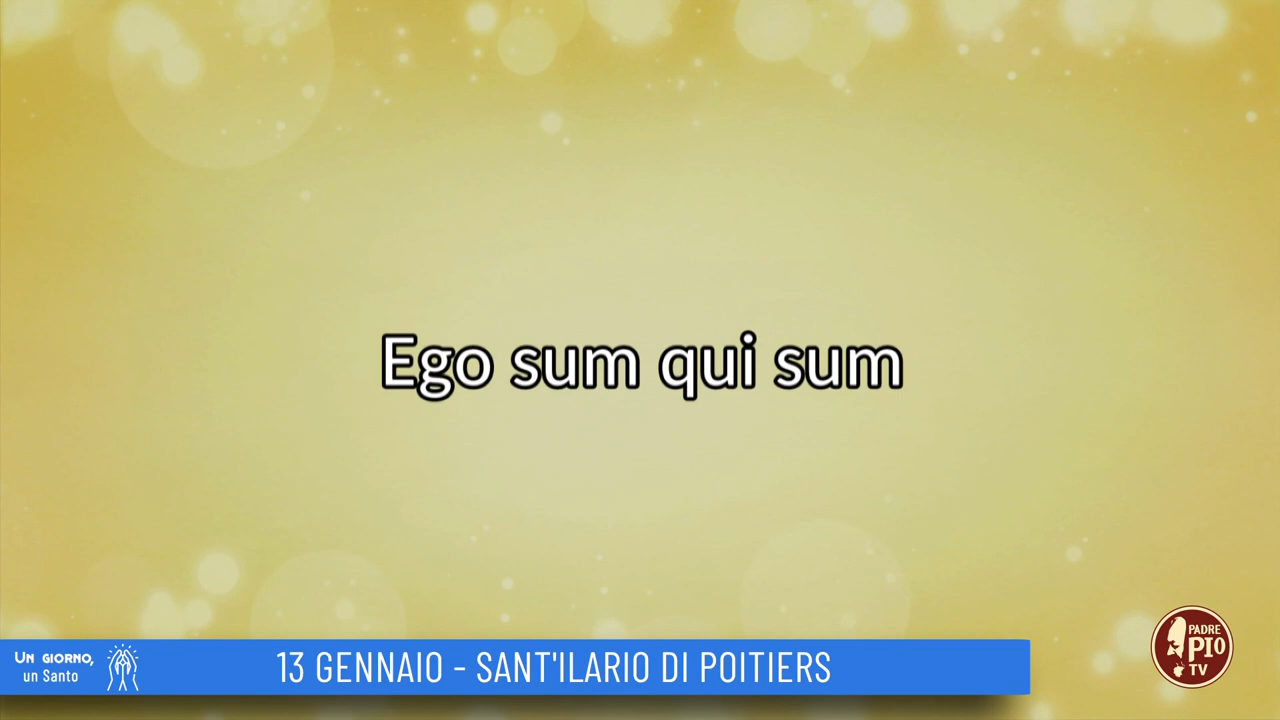 Ego sum qui sum
Un giorno,
un Santo
13 GENNAIO - SANT'ILARIO DI POITIERS
PADRE
PIO
TV